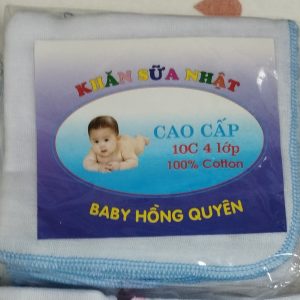 KHĂN SỮA NHẬT
CAO CẤP
10C 4 lớp
100% Cotton
BABY HỒNG QUYÊN